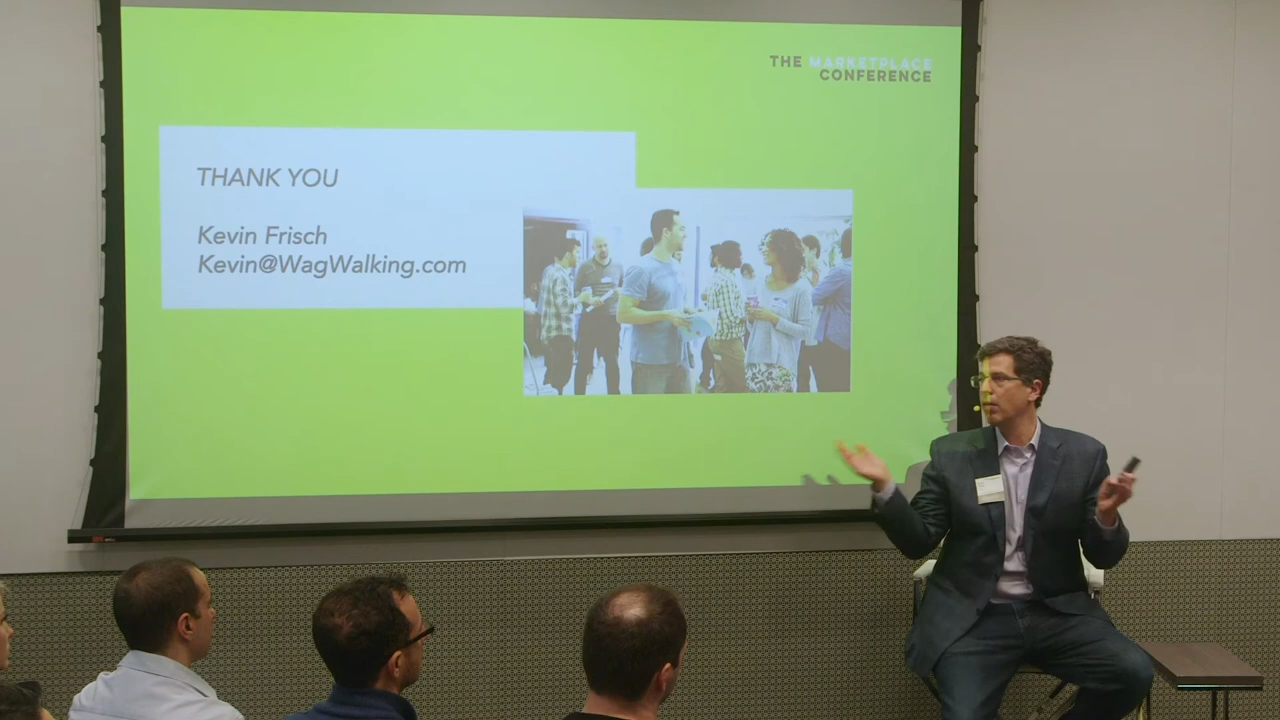 THE MARKETPLACE
CONFERENCE
THANK YOU
Kevin Frisch
Kevin@WagWalking.com